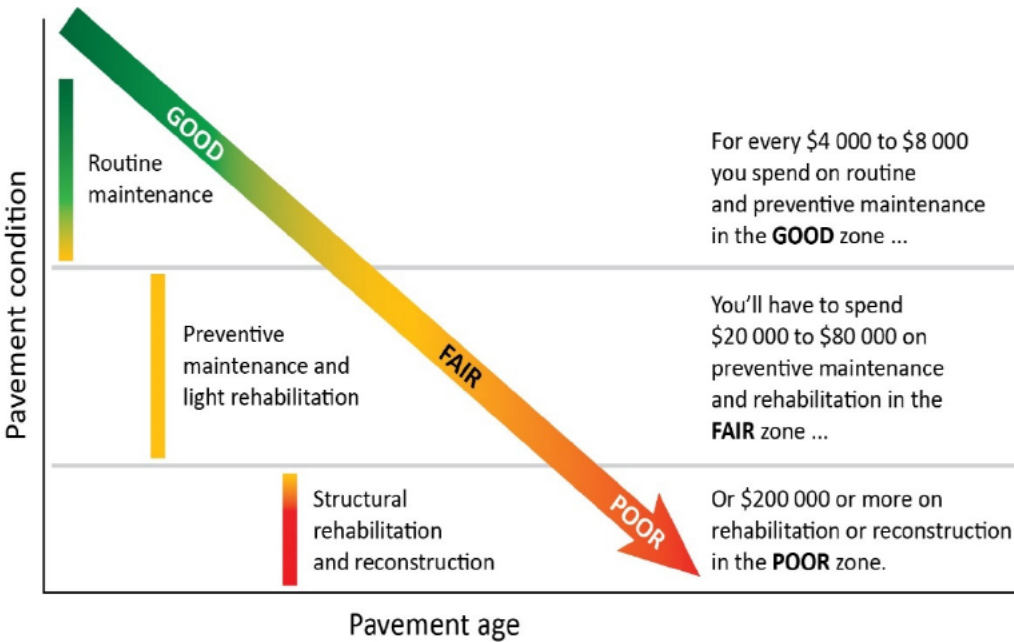 Pavement condition
GOOD
Routine
maintenance
For every $4 000 to $8 000
you spend on routine
and preventive maintenance
in the GOOD zone ...
Preventive
maintenance and
light rehabilitation
FAIR
You’ll have to spend
$20 000 to $80 000 on
preventive maintenance
and rehabilitation in the
FAIR zone ...
Structural
rehabilitation
and reconstruction
POOR
Or $200 000 or more on
rehabilitation or reconstruction
in the POOR zone.
Pavement age